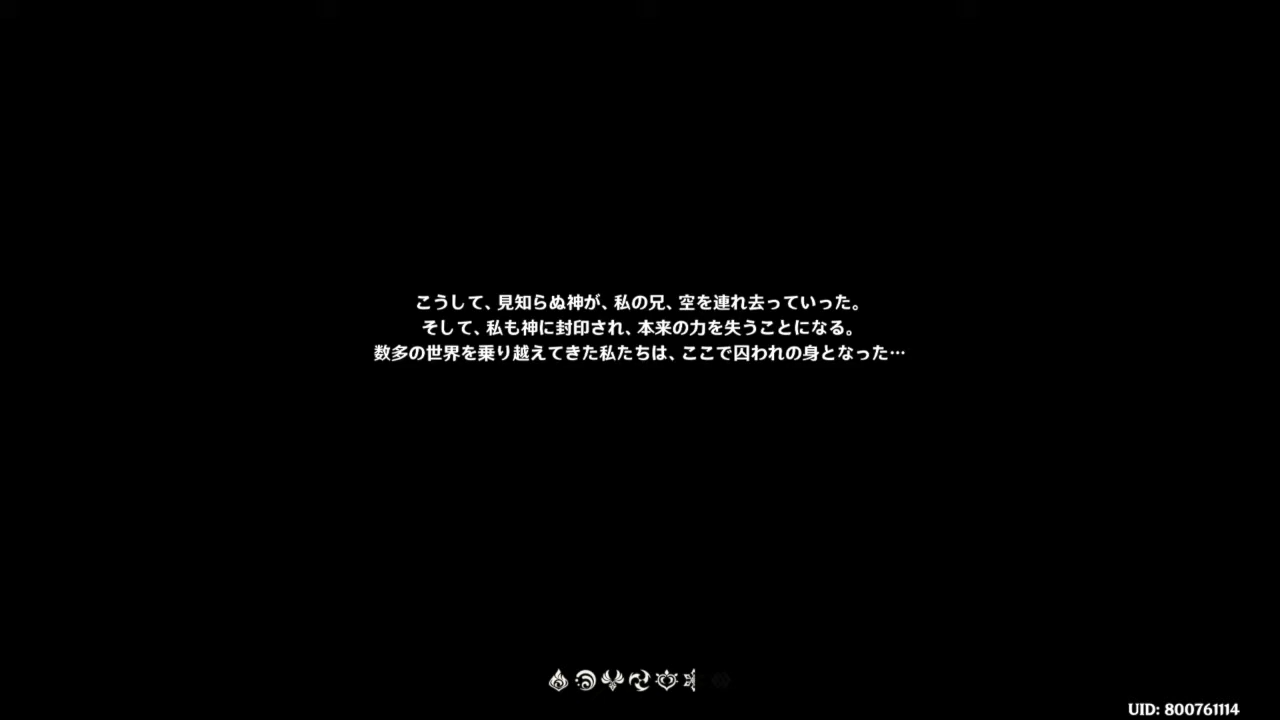 こうして、見知らぬ神が、私の兄、空を連れ去っていった。
そして、私も神に封印され、本来の力を失うことになる。
数多の世界を乗り越えてきた私たちは、ここで囚われの身となった…
UID: 800761114